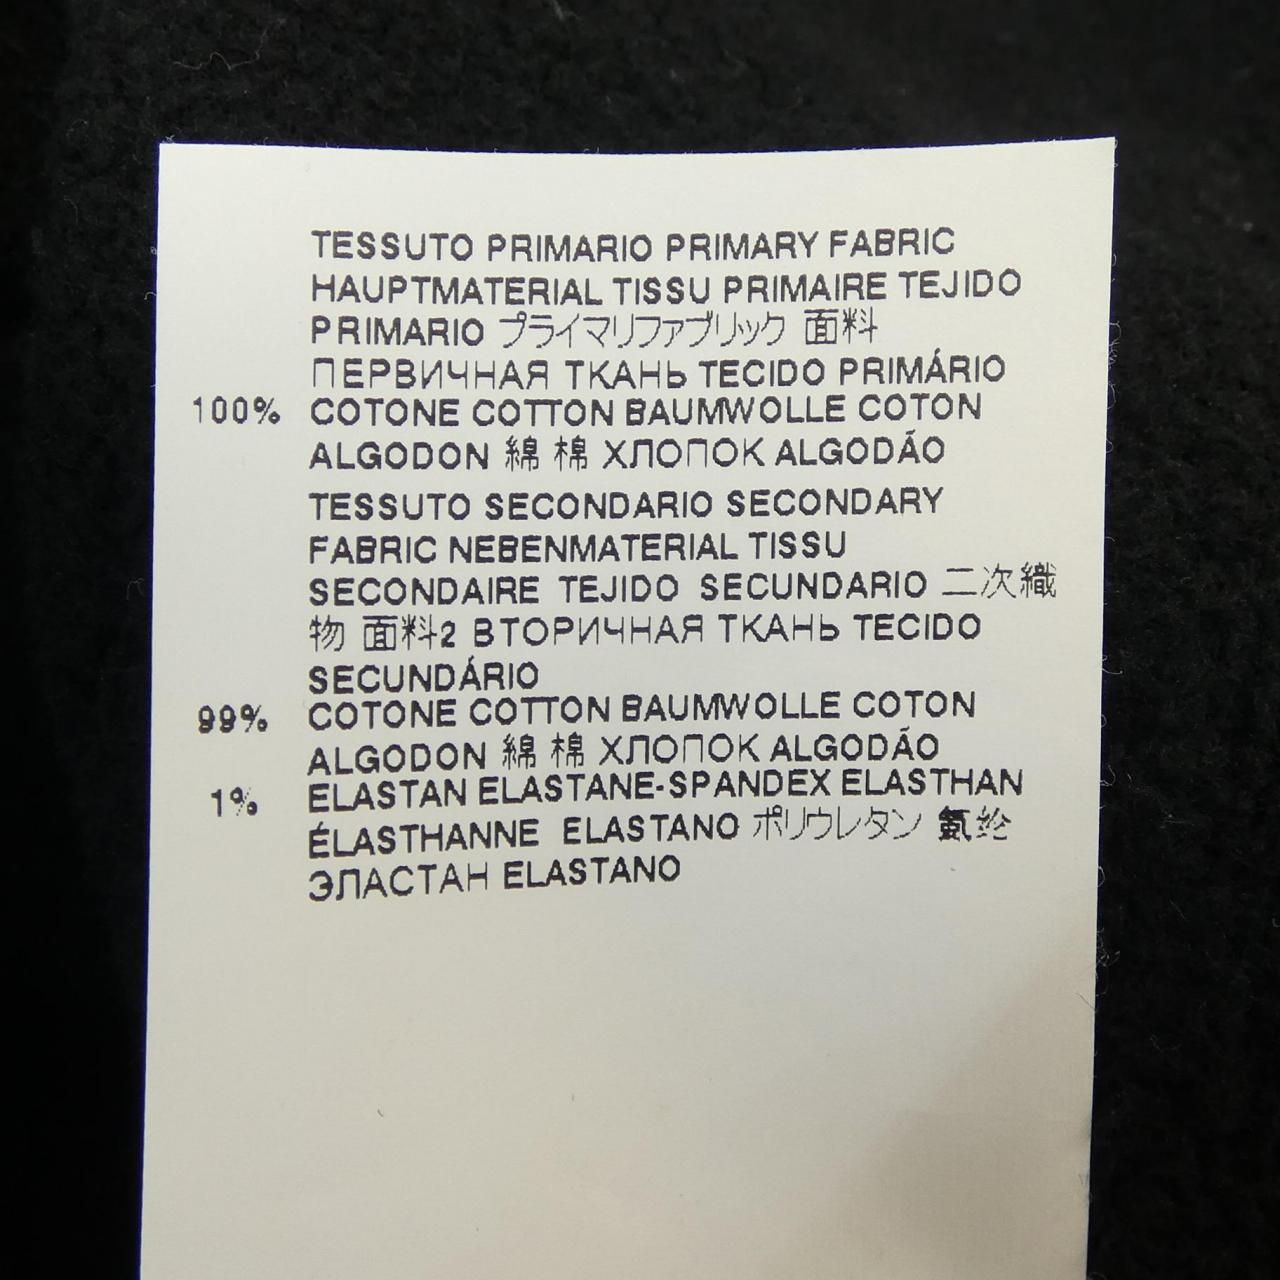 TESSUTO PRIMARIO PRIMARY FABRIC
HAUPTMATERIAL TISSU PRIMAIRE TEJIDO
PRIMARIO プライマリファブリック 面料
ПЕРВИЧНАЯ ТКАНЬ TECIDO PRIMÁRIO
100% COTONE COTTON BAUMWOLLE COTON
ALGODON 綿 棉 ХЛОПОК ALGODÃO
TESSUTO SECONDARIO SECONDARY
FABRIC NEBENMATERIAL TISSU
SECONDAIRE TEJIDO SECUNDARIO 二次織
物 面料2 ВТОРИЧНАЯ ТКАНЬ TECIDO
SECUNDÁRIO
99% COTONE COTTON BAUMWOLLE COTON
ALGODON 綿 棉 ХЛОПОК ALGODÃO
1% ELASTAN ELASTANE-SPANDEX ELASTHAN
ÉLASTHANNE ELASTANO ポリウレタン 氨纶
ЭЛАСТАН ELASTANO